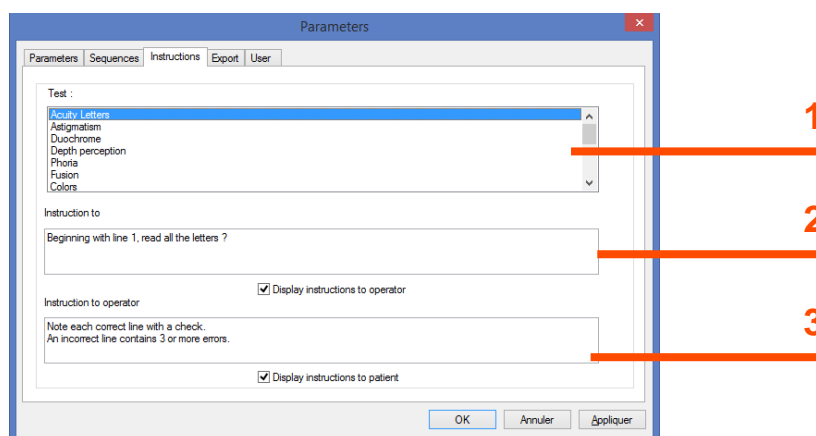 Parameters
Parameters Sequences Instructions Export User
Test :
Acuity Letters
Astigmatism
Duochrome
Depth perception
Phoria
Fusion
Colors
1
Instruction to
2
Beginning with line 1, read all the letters ?
Display instructions to operator
Instruction to operator
3
Note each correct line with a check.
An incorrect line contains 3 or more errors.
Display instructions to patient
OK Annuler Appliquer